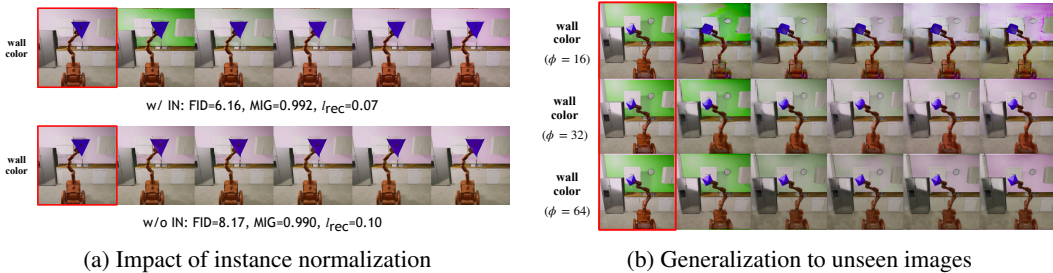 wall
color
w/ IN: FID=6.16, MIG=0.992, lrec=0.07
wall
color
w/o IN: FID=8.17, MIG=0.990, lrec=0.10
(a) Impact of instance normalization
wall
color
(ϕ = 16)
wall
color
(ϕ = 32)
wall
color
(ϕ = 64)
(b) Generalization to unseen images